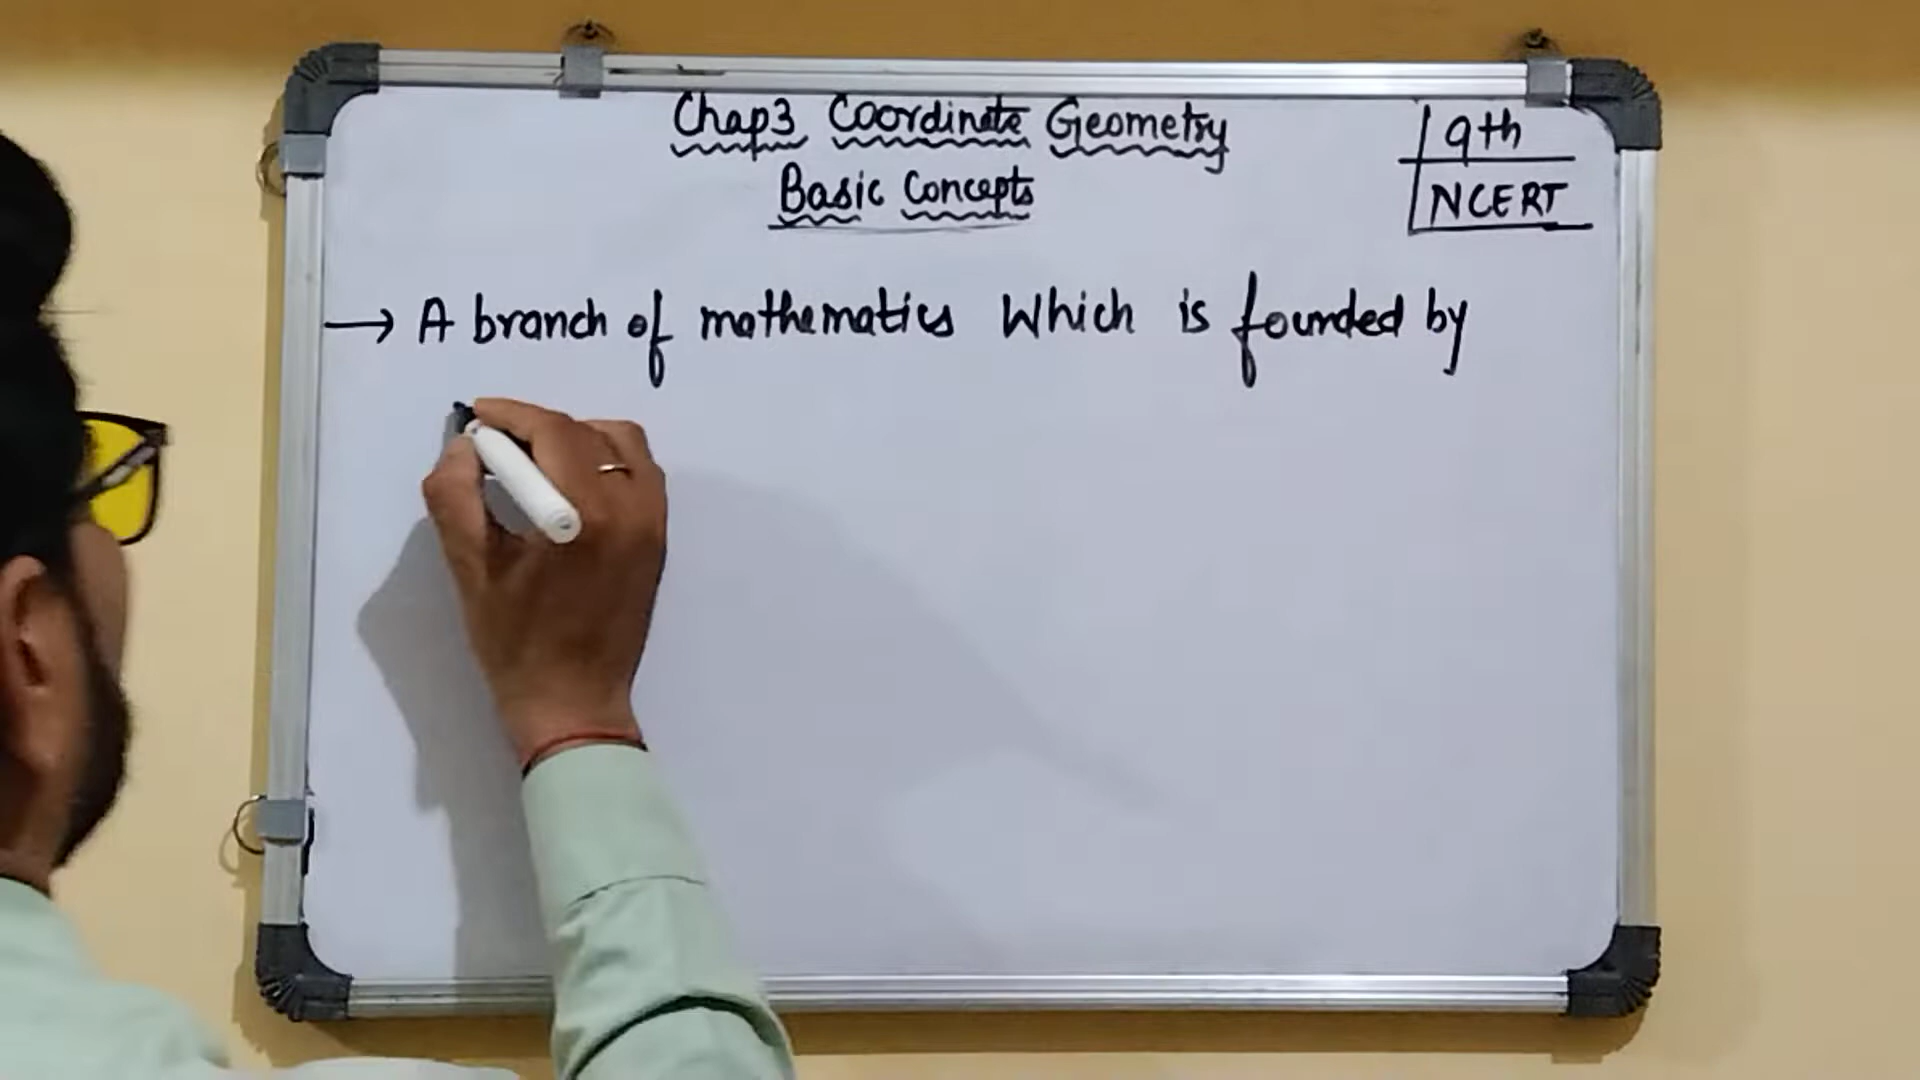 Chap3 Coordinate Geometry
Basic Concepts
9th
NCERT
→ A branch of mathematics Which is founded by